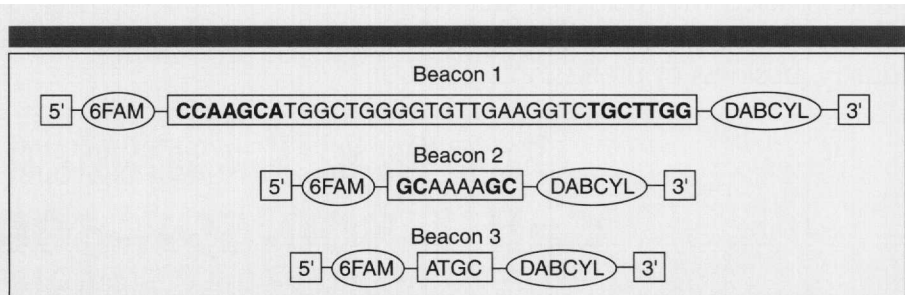 Beacon 1
5' 6FAM CCAAGCATGGCTGGGGTGTTGAAGGTCTGCTTGG DABCYL 3'
Beacon 2
5' 6FAM GCAAAAGC DABCYL 3'
Beacon 3
5' 6FAM ATGC DABCYL 3'